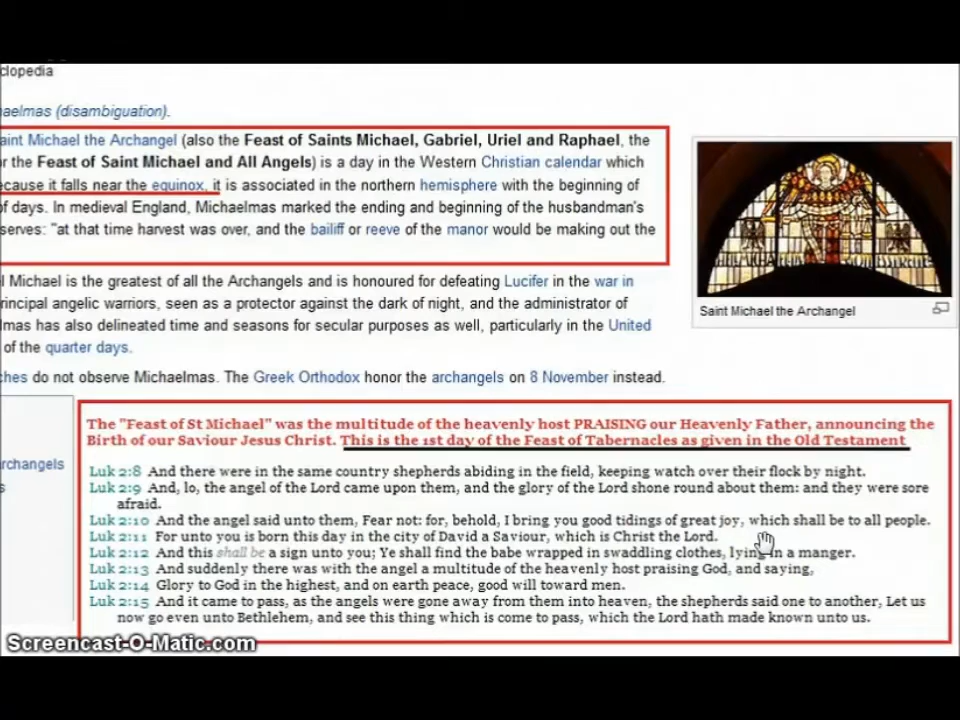 clopedia
naelmas (disambiguation).
aint Michael the Archangel (also the Feast of Saints Michael, Gabriel, Uriel and Raphael, the
or the Feast of Saint Michael and All Angels) is a day in the Western Christian calendar which
ecause it falls near the equinox, it is associated in the northern hemisphere with the beginning of
of days. In medieval England, Michaelmas marked the ending and beginning of the husbandman's
serves: "at that time harvest was over, and the bailiff or reeve of the manor would be making out the
Saint Michael the Archangel
l Michael is the greatest of all the Archangels and is honoured for defeating Lucifer in the war in
rincipal angelic warriors, seen as a protector against the dark of night, and the administrator of
lmas has also delineated time and seasons for secular purposes as well, particularly in the United
of the quarter days.
ches do not observe Michaelmas. The Greek Orthodox honor the archangels on 8 November instead.
rchangels
s
The "Feast of St Michael" was the multitude of the heavenly host PRAISING our Heavenly Father, announcing the
Birth of our Saviour Jesus Christ. This is the 1st day of the Feast of Tabernacles as given in the Old Testament
Luk 2:8 And there were in the same country shepherds abiding in the field, keeping watch over their flock by night.
Luk 2:9 And, lo, the angel of the Lord came upon them, and the glory of the Lord shone round about them: and they were sore
afraid.
Luk 2:10 And the angel said unto them, Fear not: for, behold, I bring you good tidings of great joy, which shall be to all people.
Luk 2:11 For unto you is born this day in the city of David a Saviour, which is Christ the Lord.
Luk 2:12 And this shall be a sign unto you; Ye shall find the babe wrapped in swaddling clothes, lying in a manger.
Luk 2:13 And suddenly there was with the angel a multitude of the heavenly host praising God, and saying,
Luk 2:14 Glory to God in the highest, and on earth peace, good will toward men.
Luk 2:15 And it came to pass, as the angels were gone away from them into heaven, the shepherds said one to another, Let us
now go even unto Bethlehem, and see this thing which is come to pass, which the Lord hath made known unto us.
Screencast-O-Matic.com